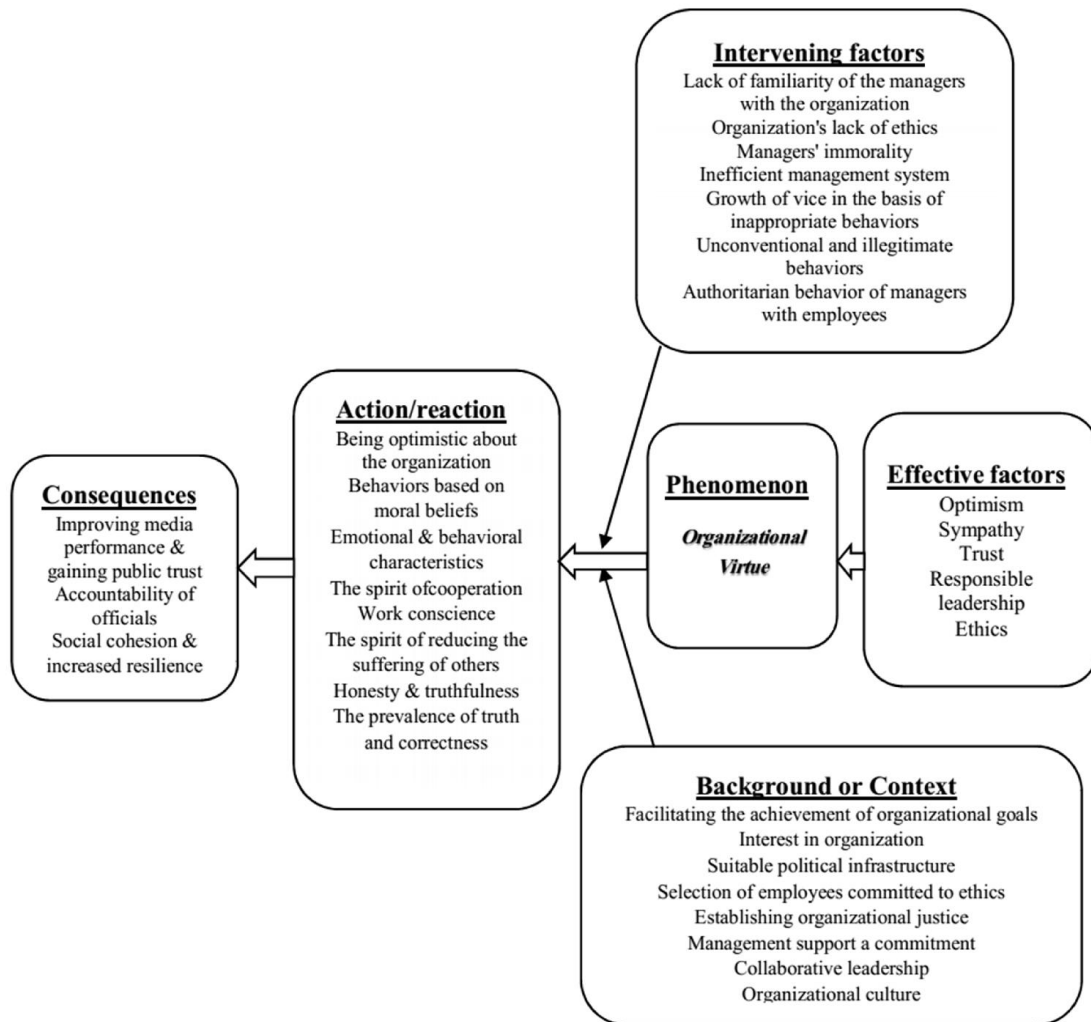 Intervening factors
Lack of familiarity of the managers
with the organization
Organization's lack of ethics
Managers' immorality
Inefficient management system
Growth of vice in the basis of
inappropriate behaviors
Unconventional and illegitimate
behaviors
Authoritarian behavior of managers
with employees
Action/reaction
Being optimistic about
the organization
Behaviors based on
moral beliefs
Emotional & behavioral
characteristics
The spirit ofcooperation
Work conscience
The spirit of reducing the
suffering of others
Honesty & truthfulness
The prevalence of truth
and correctness
Consequences
Improving media
performance &
gaining public trust
Accountability of
officials
Social cohesion &
increased resilience
Phenomenon
Organizational
Virtue
Effective factors
Optimism
Sympathy
Trust
Responsible
leadership
Ethics
Background or Context
Facilitating the achievement of organizational goals
Interest in organization
Suitable political infrastructure
Selection of employees committed to ethics
Establishing organizational justice
Management support a commitment
Collaborative leadership
Organizational culture